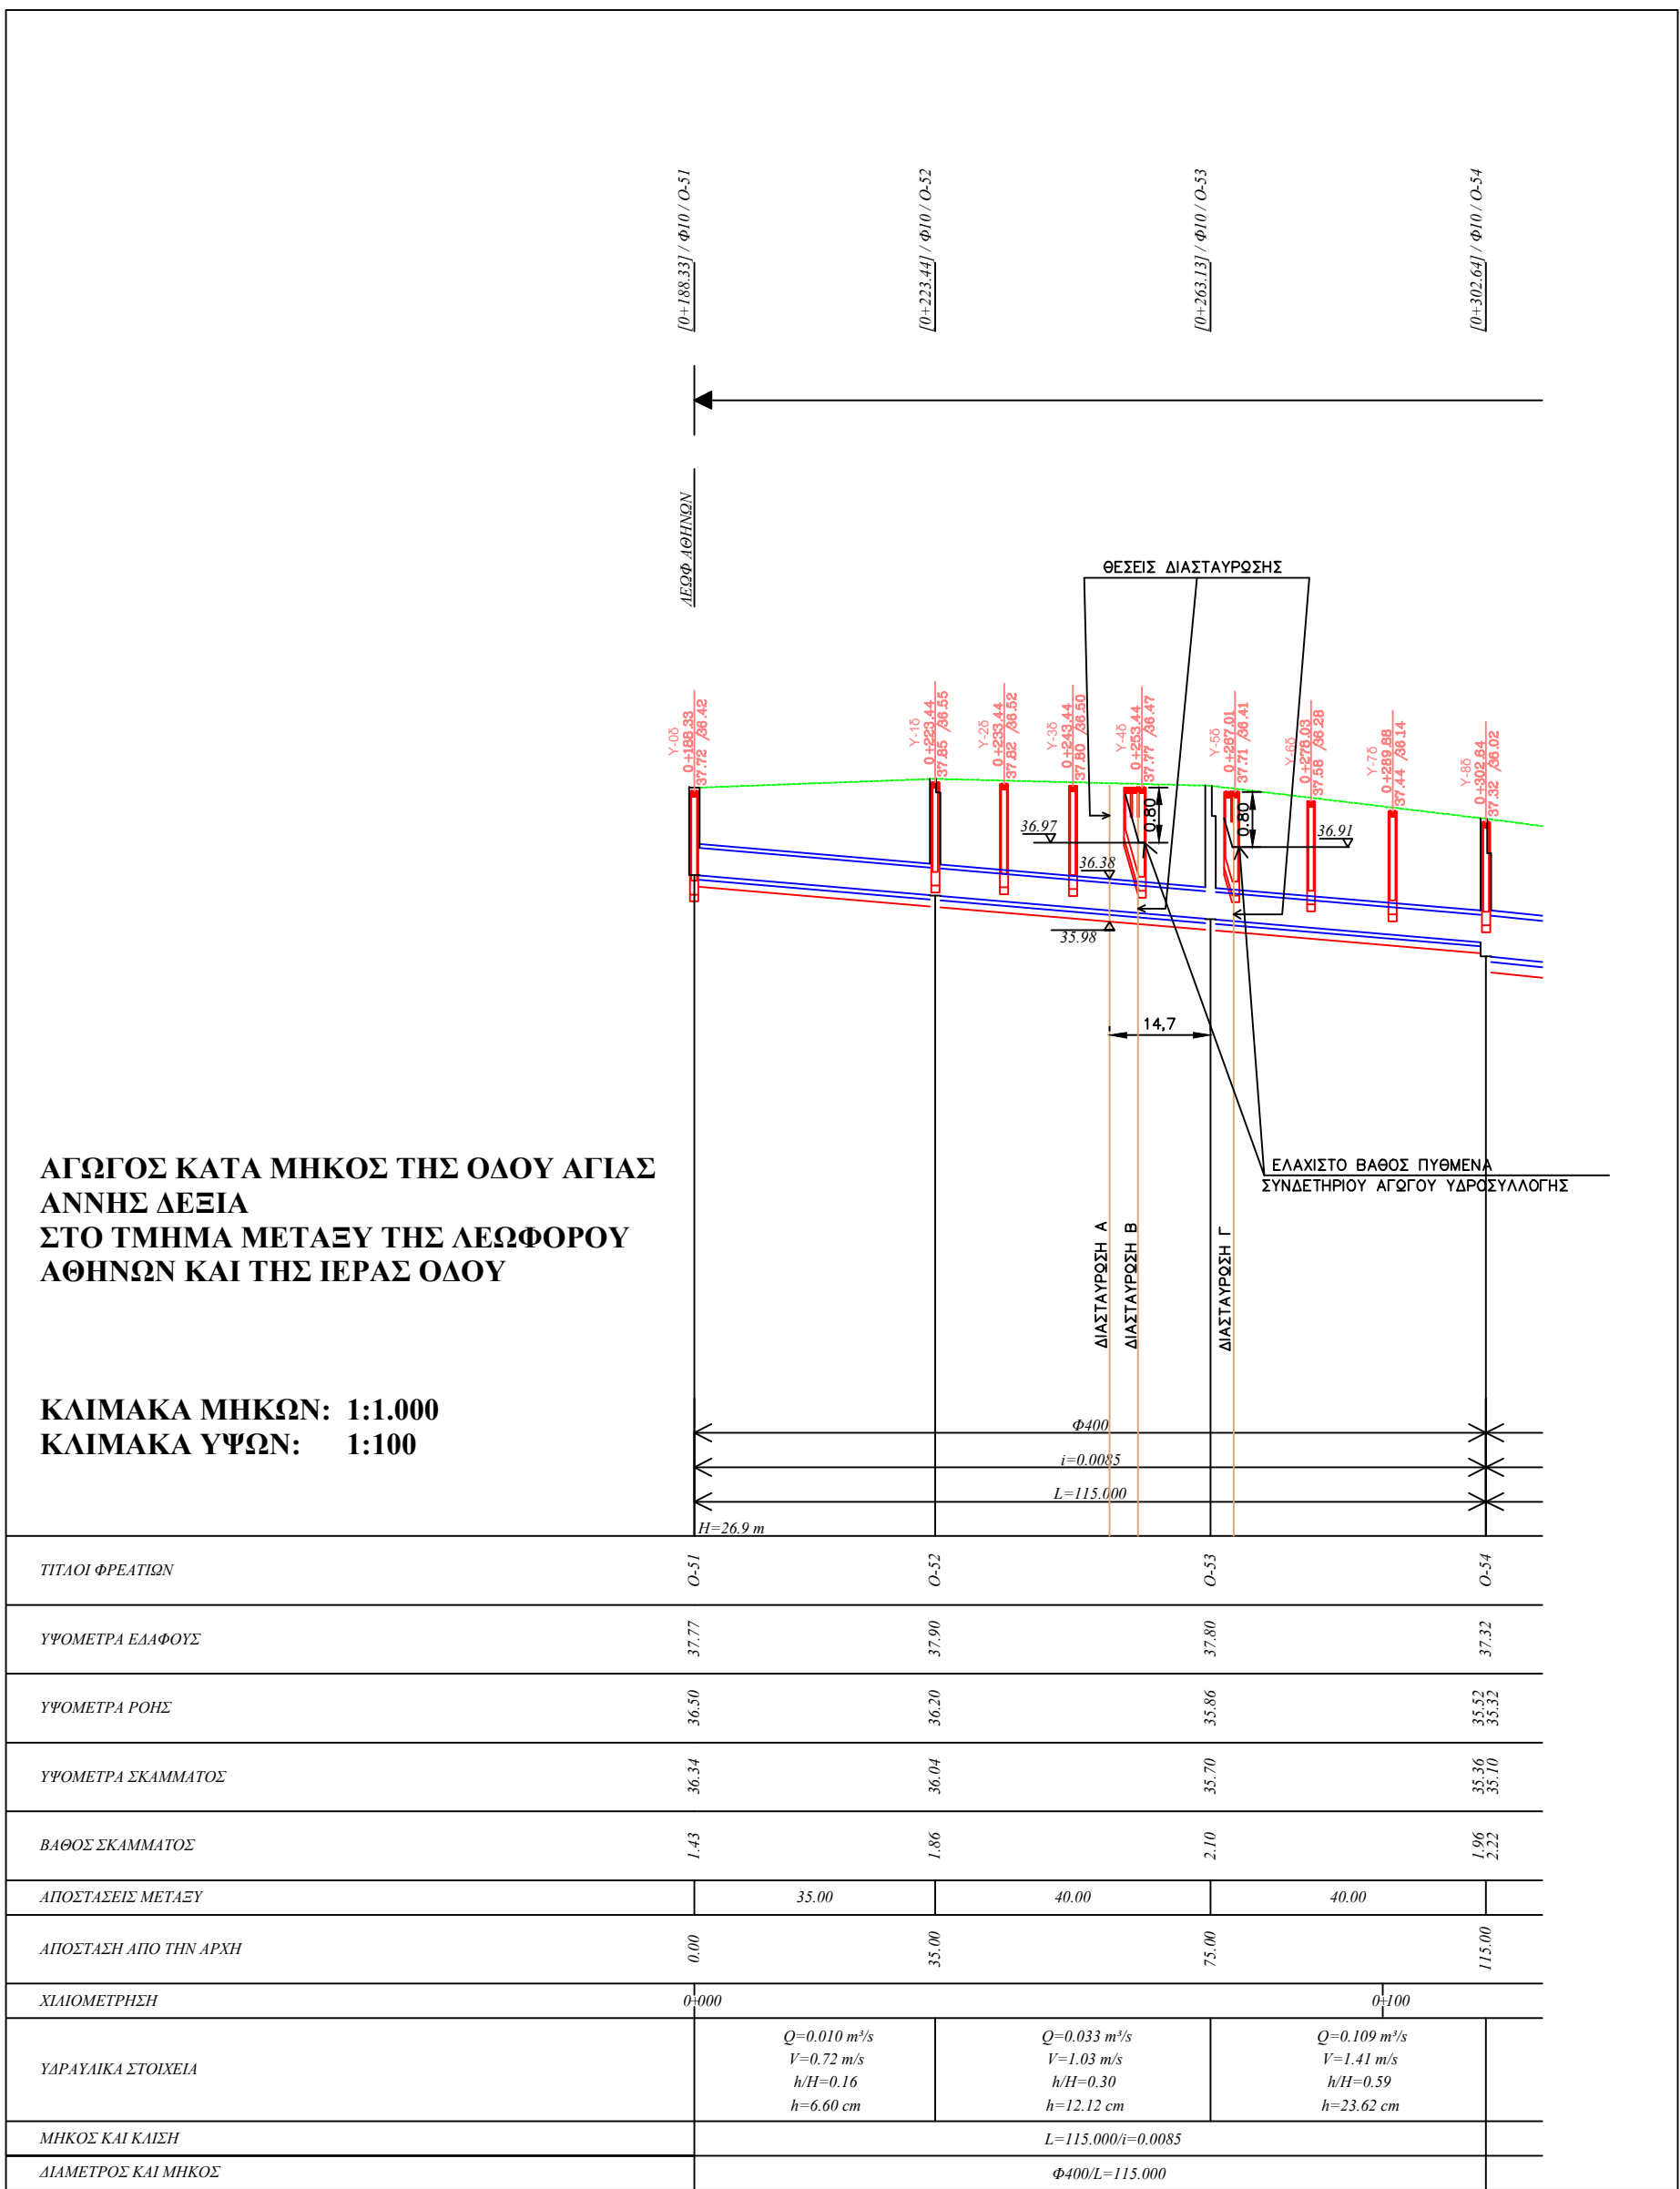 [0+188.33] / Φ10 / O-51
[0+223.44] / Φ10 / O-52
[0+263.13] / Φ10 / O-53
[0+302.64] / Φ10 / O-54
ΛΕΩΦ ΑΘΗΝΩΝ
ΘΕΣΕΙΣ ΔΙΑΣΤΑΥΡΩΣΗΣ
Υ-0δ
0+188.33
37.72 /36.42
Υ-1δ
0+223.44
37.85 /36.55
Υ-2δ
0+233.44
37.82 /36.52
Υ-3δ
0+243.44
37.80 /36.50
Υ-4δ
0+253.44
37.77 /36.47
Υ-5δ
0+267.01
37.71 /36.41
Υ-6δ
0+278.03
37.58 /36.28
Υ-7δ
0+289.88
37.44 /36.14
Υ-8δ
0+302.64
37.32 /36.02
36.97
0.80
0.80
36.91
36.38
35.98
14,7
ΕΛΑΧΙΣΤΟ ΒΑΘΟΣ ΠΥΘΜΕΝΑ
ΣΥΝΔΕΤΗΡΙΟΥ ΑΓΩΓΟΥ ΥΔΡΟΣΥΛΛΟΓΗΣ
ΑΓΩΓΟΣ ΚΑΤΑ ΜΗΚΟΣ ΤΗΣ ΟΔΟΥ ΑΓΙΑΣ
ΑΝΝΗΣ ΔΕΞΙΑ
ΣΤΟ ΤΜΗΜΑ ΜΕΤΑΞΥ ΤΗΣ ΛΕΩΦΟΡΟΥ
ΑΘΗΝΩΝ ΚΑΙ ΤΗΣ ΙΕΡΑΣ ΟΔΟΥ
ΔΙΑΣΤΑΥΡΩΣΗ Α
ΔΙΑΣΤΑΥΡΩΣΗ Β
ΔΙΑΣΤΑΥΡΩΣΗ Γ
ΚΛΙΜΑΚΑ ΜΗΚΩΝ: 1:1.000
ΚΛΙΜΑΚΑ ΥΨΩΝ: 1:100
Φ400
i=0.0085
L=115.000
H=26.9 m
ΤΙΤΛΟΙ ΦΡΕΑΤΙΩΝ O-51 O-52 O-53 O-54
ΥΨΟΜΕΤΡΑ ΕΔΑΦΟΥΣ 37.77 37.90 37.80 37.32
ΥΨΟΜΕΤΡΑ ΡΟΗΣ 36.50 36.20 35.86 35.52 35.32
ΥΨΟΜΕΤΡΑ ΣΚΑΜΜΑΤΟΣ 36.34 36.04 35.70 35.36 35.10
ΒΑΘΟΣ ΣΚΑΜΜΑΤΟΣ 1.43 1.86 2.10 1.96 2.22
ΑΠΟΣΤΑΣΕΙΣ ΜΕΤΑΞΥ 35.00 40.00 40.00
ΑΠΟΣΤΑΣΗ ΑΠΟ ΤΗΝ ΑΡΧΗ 0.00 35.00 75.00 115.00
ΧΙΛΙΟΜΕΤΡΗΣΗ 0+000 0+100
ΥΔΡΑΥΛΙΚΑ ΣΤΟΙΧΕΙΑ
Q=0.010 m³/s
V=0.72 m/s
h/H=0.16
h=6.60 cm
Q=0.033 m³/s
V=1.03 m/s
h/H=0.30
h=12.12 cm
Q=0.109 m³/s
V=1.41 m/s
h/H=0.59
h=23.62 cm
ΜΗΚΟΣ ΚΑΙ ΚΛΙΣΗ L=115.000/i=0.0085
ΔΙΑΜΕΤΡΟΣ ΚΑΙ ΜΗΚΟΣ Φ400/L=115.000